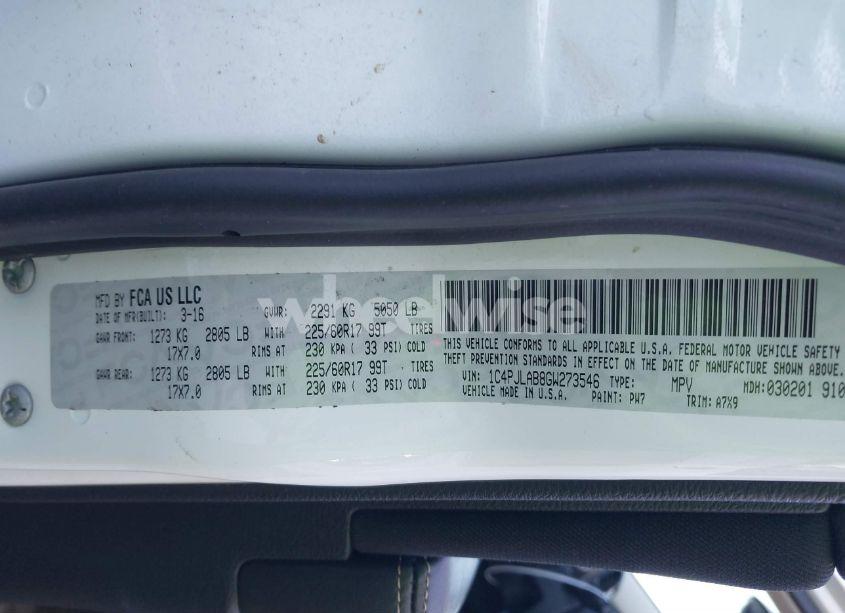 MFD BY FCA US LLC
DATE OF MFR(BUILT): 3-16 GVWR: 2291 KG 5050 LB
GAWR FRONT: 1273 KG 2805 LB WITH 225/60R17 99T TIRES
17X7.0 RIMS AT 230 KPA ( 33 PSI) COLD
GAWR REAR: 1273 KG 2805 LB WITH 225/60R17 99T TIRES
17X7.0 RIMS AT 230 KPA ( 33 PSI) COLD
wheelwise
THIS VEHICLE CONFORMS TO ALL APPLICABLE U.S.A. FEDERAL MOTOR VEHICLE SAFETY
THEFT PREVENTION STANDARDS IN EFFECT ON THE DATE OF MANUFACTURE SHOWN ABOVE.
VIN: 1C4PJLAB8GW273546 TYPE: MPV MDH:030201 910
VEHICLE MADE IN U.S.A. PAINT: PW7 TRIM: A7X9